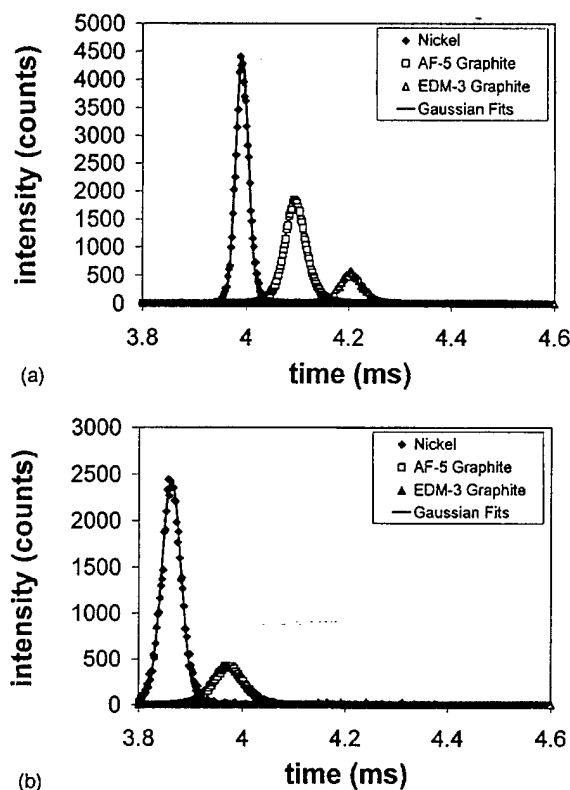 5000
4500
4000
3500
3000
2500
2000
1500
1000
500
0
intensity (counts)
Nickel
AF-5 Graphite
EDM-3 Graphite
Gaussian Fits
3.8 4 4.2 4.4 4.6
time (ms)
(a)
3000
2500
2000
1500
1000
500
0
intensity (counts)
Nickel
AF-5 Graphite
EDM-3 Graphite
Gaussian Fits
3.8 4 4.2 4.4 4.6
time (ms)
(b)